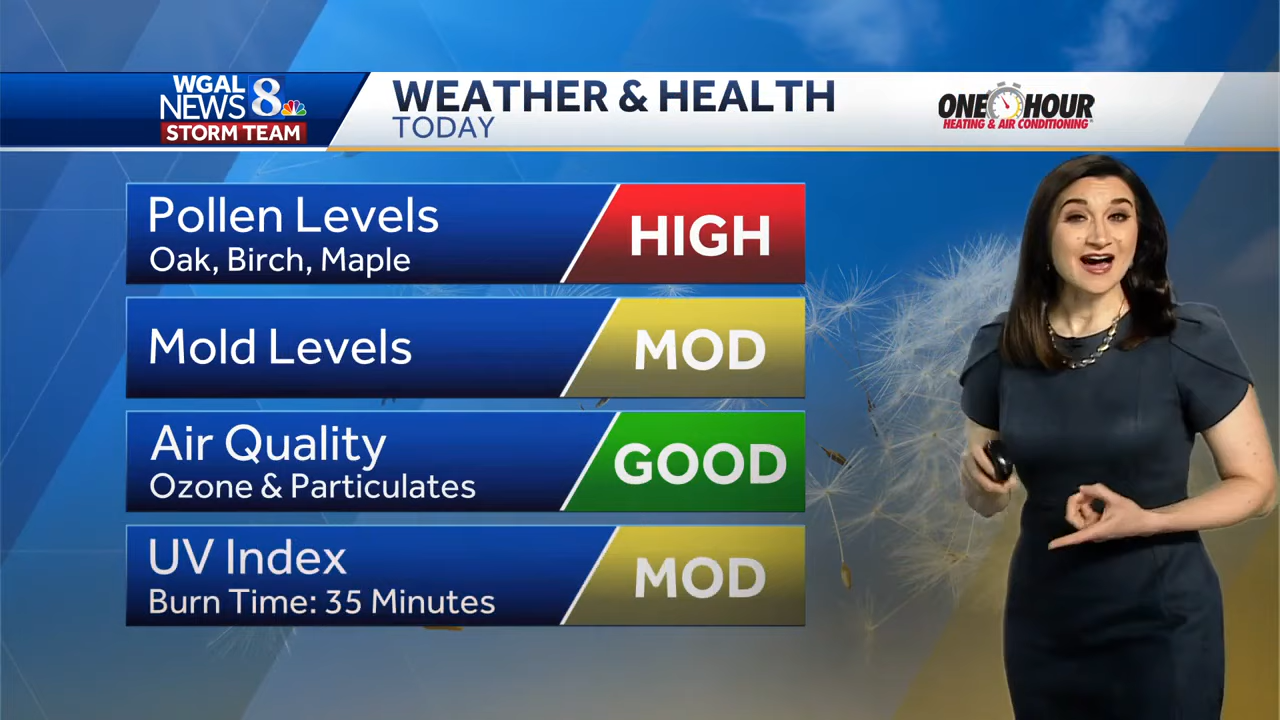 WGAL
NEWS 8
STORM TEAM
WEATHER & HEALTH
TODAY
ONE HOUR
HEATING & AIR CONDITIONING
Pollen Levels
Oak, Birch, Maple
HIGH
Mold Levels
MOD
Air Quality
Ozone & Particulates
GOOD
UV Index
Burn Time: 35 Minutes
MOD